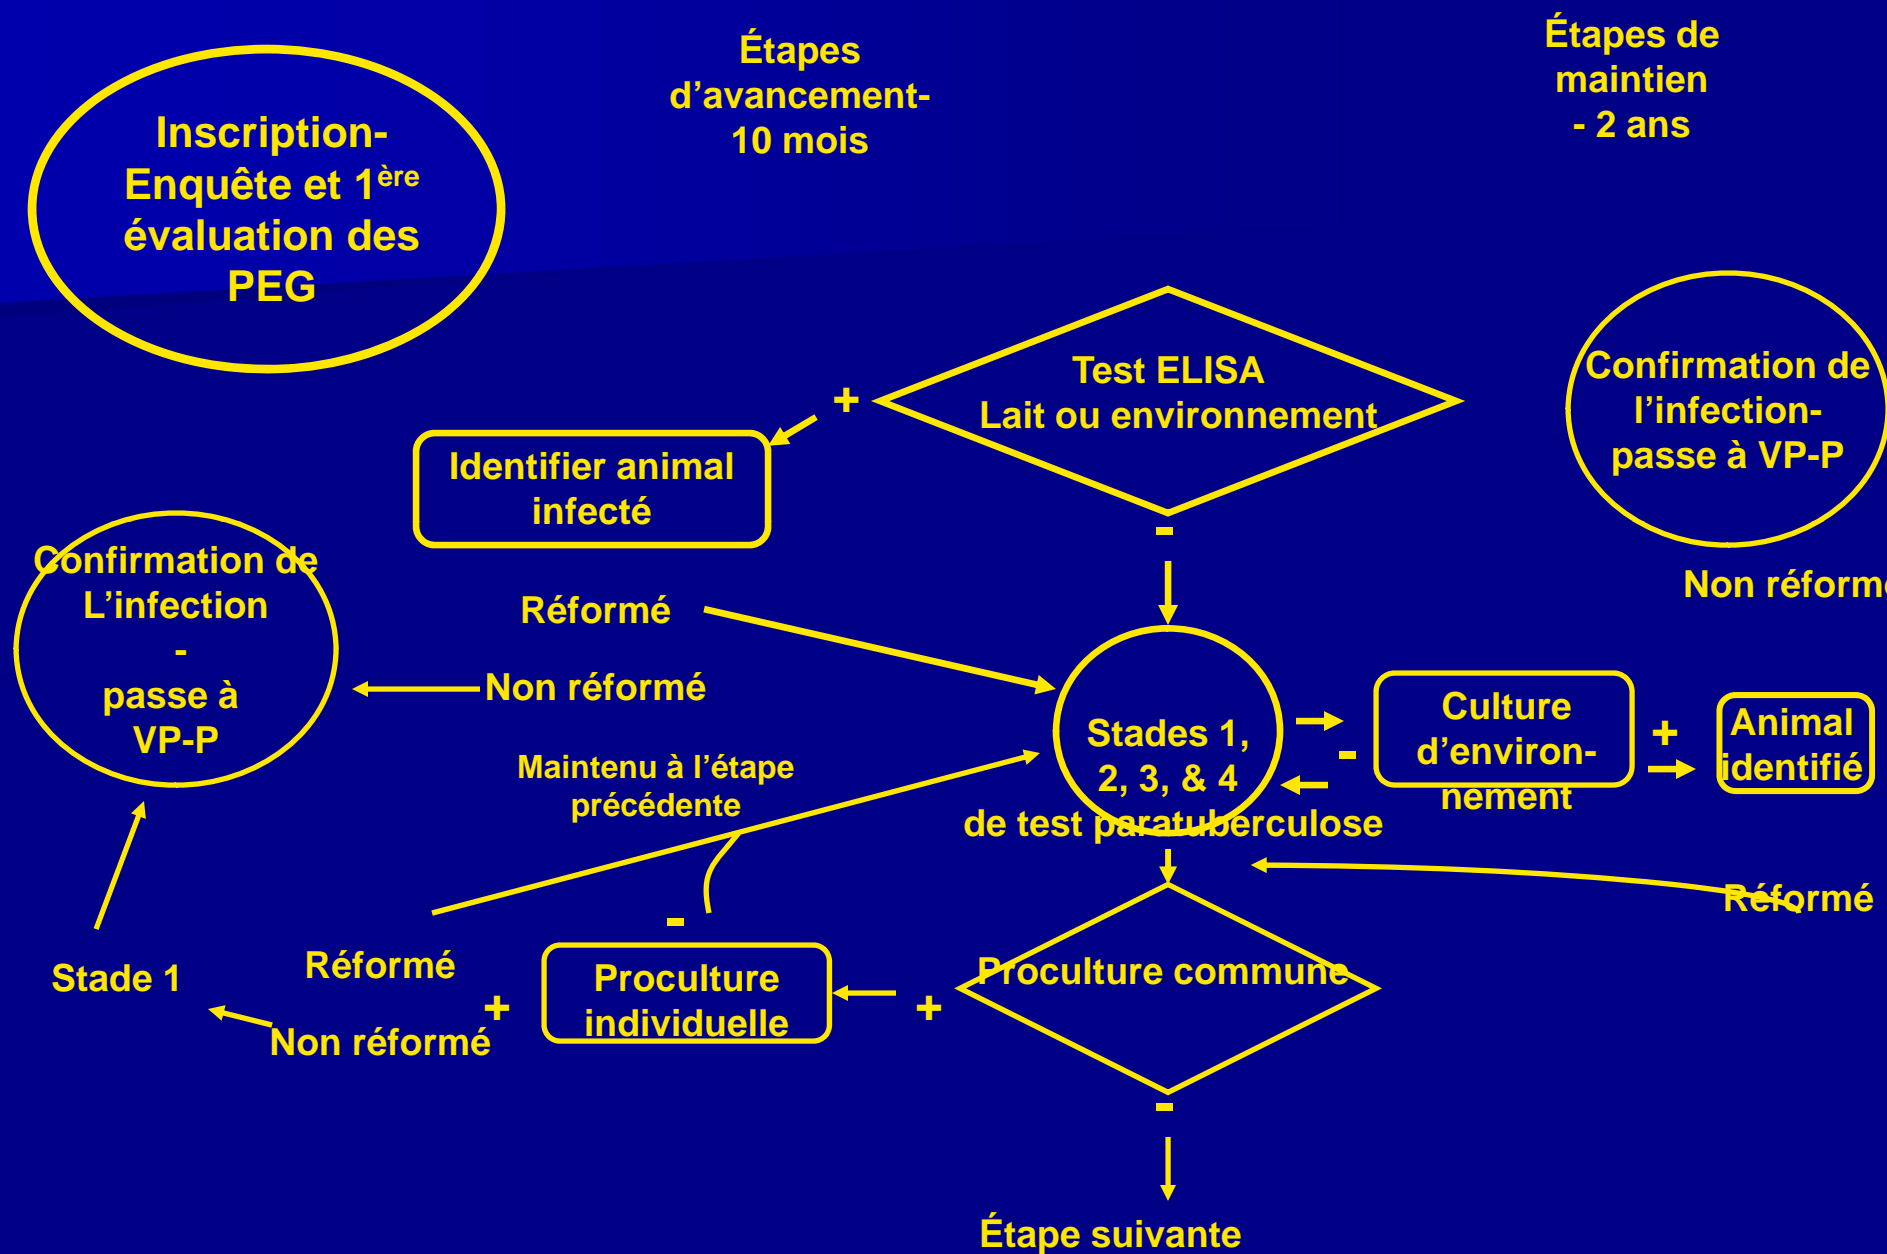 Étapes
d’avancement-
10 mois
Étapes de
maintien
- 2 ans
Inscription-
Enquête et 1ère
évaluation des
PEG
Test ELISA
Lait ou environnement
+
-
Confirmation de
l’infection-
passe à VP-P
Identifier animal
infecté
Confirmation de
L’infection
-
passe à
VP-P
Réformé
Non réformé
Non réformé
Maintenu à l’étape
précédente
Stades 1,
2, 3, & 4
de test paratuberculose
-
Culture
d’environ-
nement
+
Animal
identifié
Réformé
Stade 1
Réformé
Non réformé
+
-
Proculture
individuelle
+
Proculture commune
-
Étape suivante